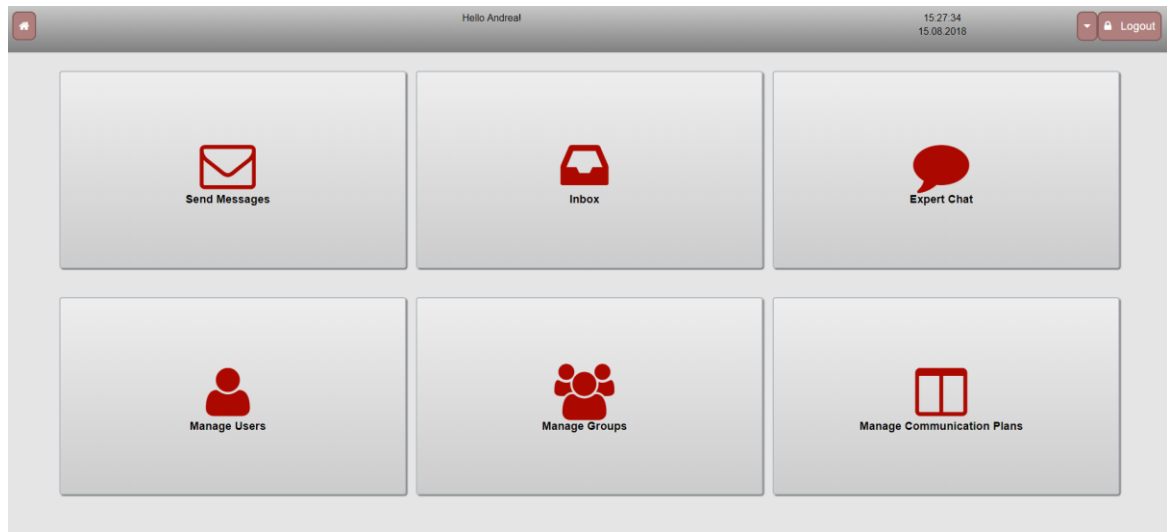 Hello Andrea!
15:27:34
15.08.2018
Logout
Send Messages
Inbox
Expert Chat
Manage Users
Manage Groups
Manage Communication Plans